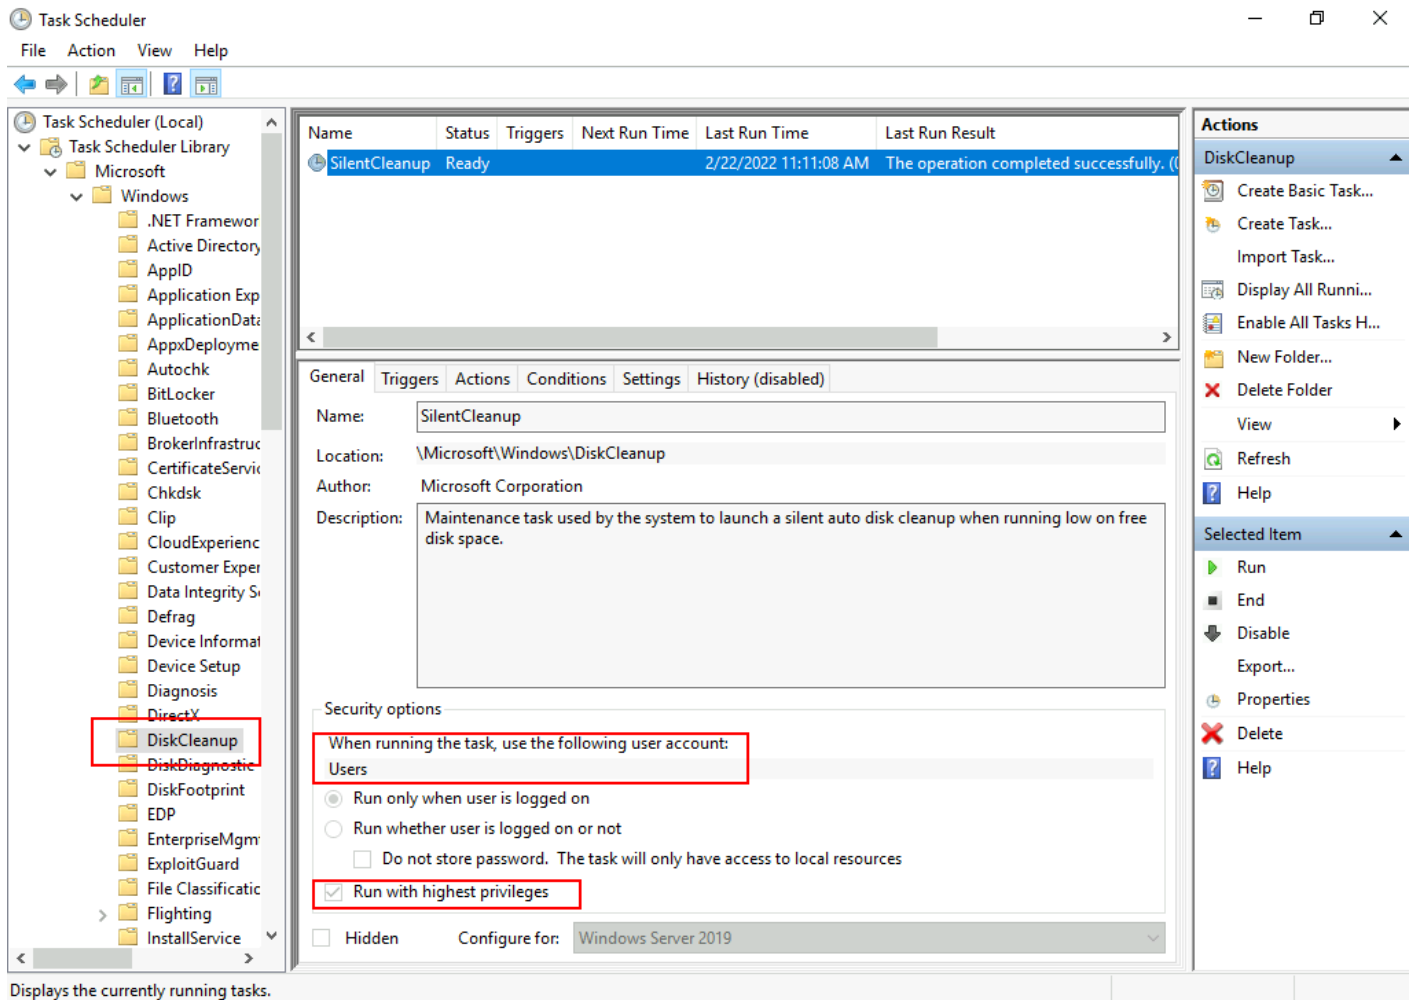 Task Scheduler
File Action View Help
Task Scheduler (Local)
Task Scheduler Library
Microsoft
Windows
.NET Framewor
Active Directory
AppID
Application Exp
ApplicationData
AppxDeployme
Autochk
BitLocker
Bluetooth
BrokerInfrastruc
CertificateServic
Chkdsk
Clip
CloudExperienc
Customer Exper
Data Integrity S
Defrag
Device Informat
Device Setup
Diagnosis
DirectX
DiskCleanup
DiskDiagnostic
DiskFootprint
EDP
EnterpriseMgm
ExploitGuard
File Classificatic
Flighting
InstallService
Name Status Triggers Next Run Time Last Run Time Last Run Result
SilentCleanup Ready 2/22/2022 11:11:08 AM The operation completed successfully. (0
General Triggers Actions Conditions Settings History (disabled)
Name: SilentCleanup
Location: \Microsoft\Windows\DiskCleanup
Author: Microsoft Corporation
Description: Maintenance task used by the system to launch a silent auto disk cleanup when running low on free
disk space.
Security options
When running the task, use the following user account:
Users
Run only when user is logged on
Run whether user is logged on or not
Do not store password. The task will only have access to local resources
Run with highest privileges
Hidden Configure for: Windows Server 2019
Actions
DiskCleanup
Create Basic Task...
Create Task...
Import Task...
Display All Runni...
Enable All Tasks H...
New Folder...
Delete Folder
View
Refresh
Help
Selected Item
Run
End
Disable
Export...
Properties
Delete
Help
Displays the currently running tasks.